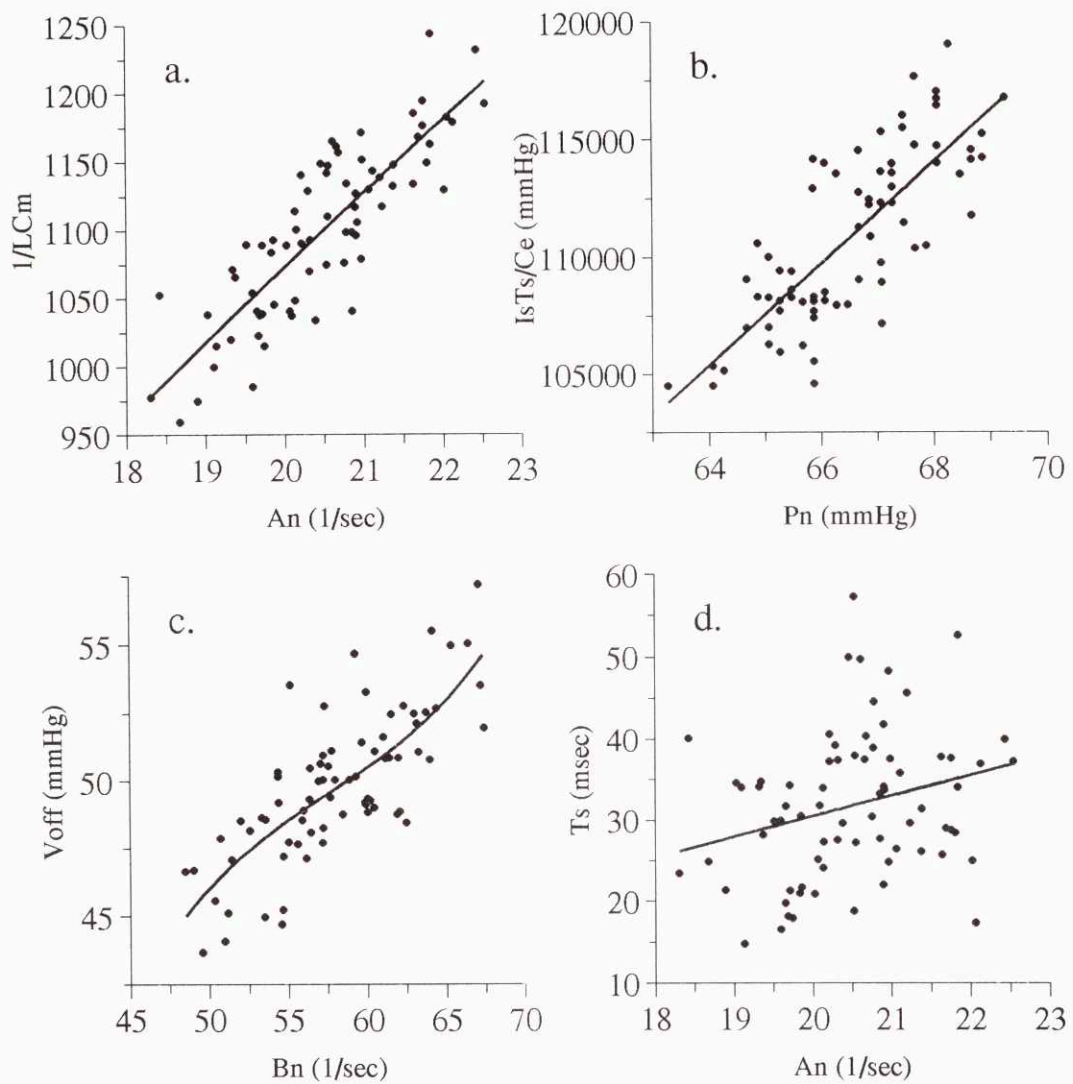 a.
1250
1200
1150
1100
1050
1000
950
1/LCm
18 19 20 21 22 23
An (1/sec)
b.
120000
115000
110000
105000
IsTs/Ce (mmHg)
64 66 68 70
Pn (mmHg)
c.
55
50
45
Voff (mmHg)
45 50 55 60 65 70
Bn (1/sec)
d.
60
50
40
30
20
10
Ts (msec)
18 19 20 21 22 23
An (1/sec)